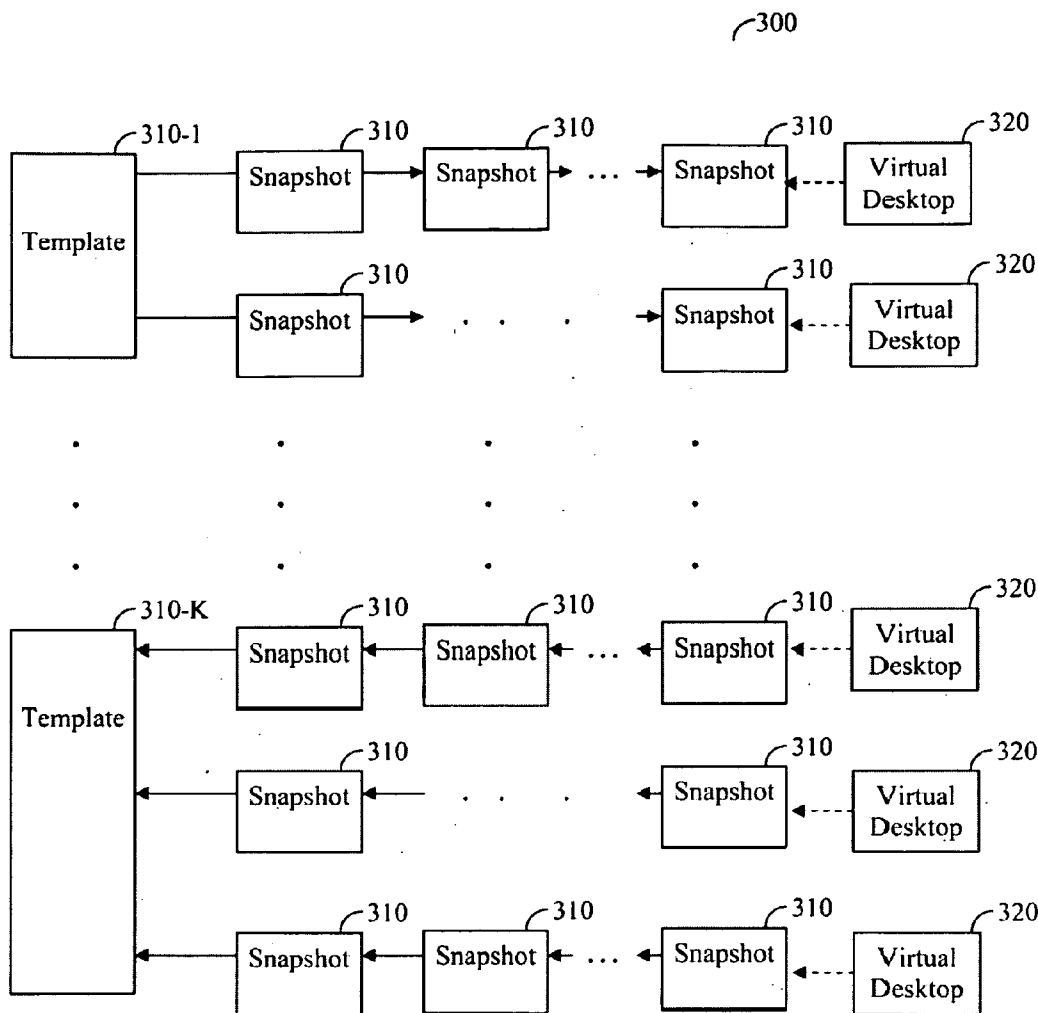 300
310-1 310 310 310 320
Template Snapshot Snapshot ... Snapshot Virtual Desktop
310 310 320
Snapshot . . . Snapshot Virtual Desktop
310-K 310 310 310 320
Template Snapshot Snapshot ... Snapshot Virtual Desktop
310 310 320
Snapshot . . . Snapshot Virtual Desktop
310 310 310 320
Snapshot Snapshot ... Snapshot Virtual Desktop